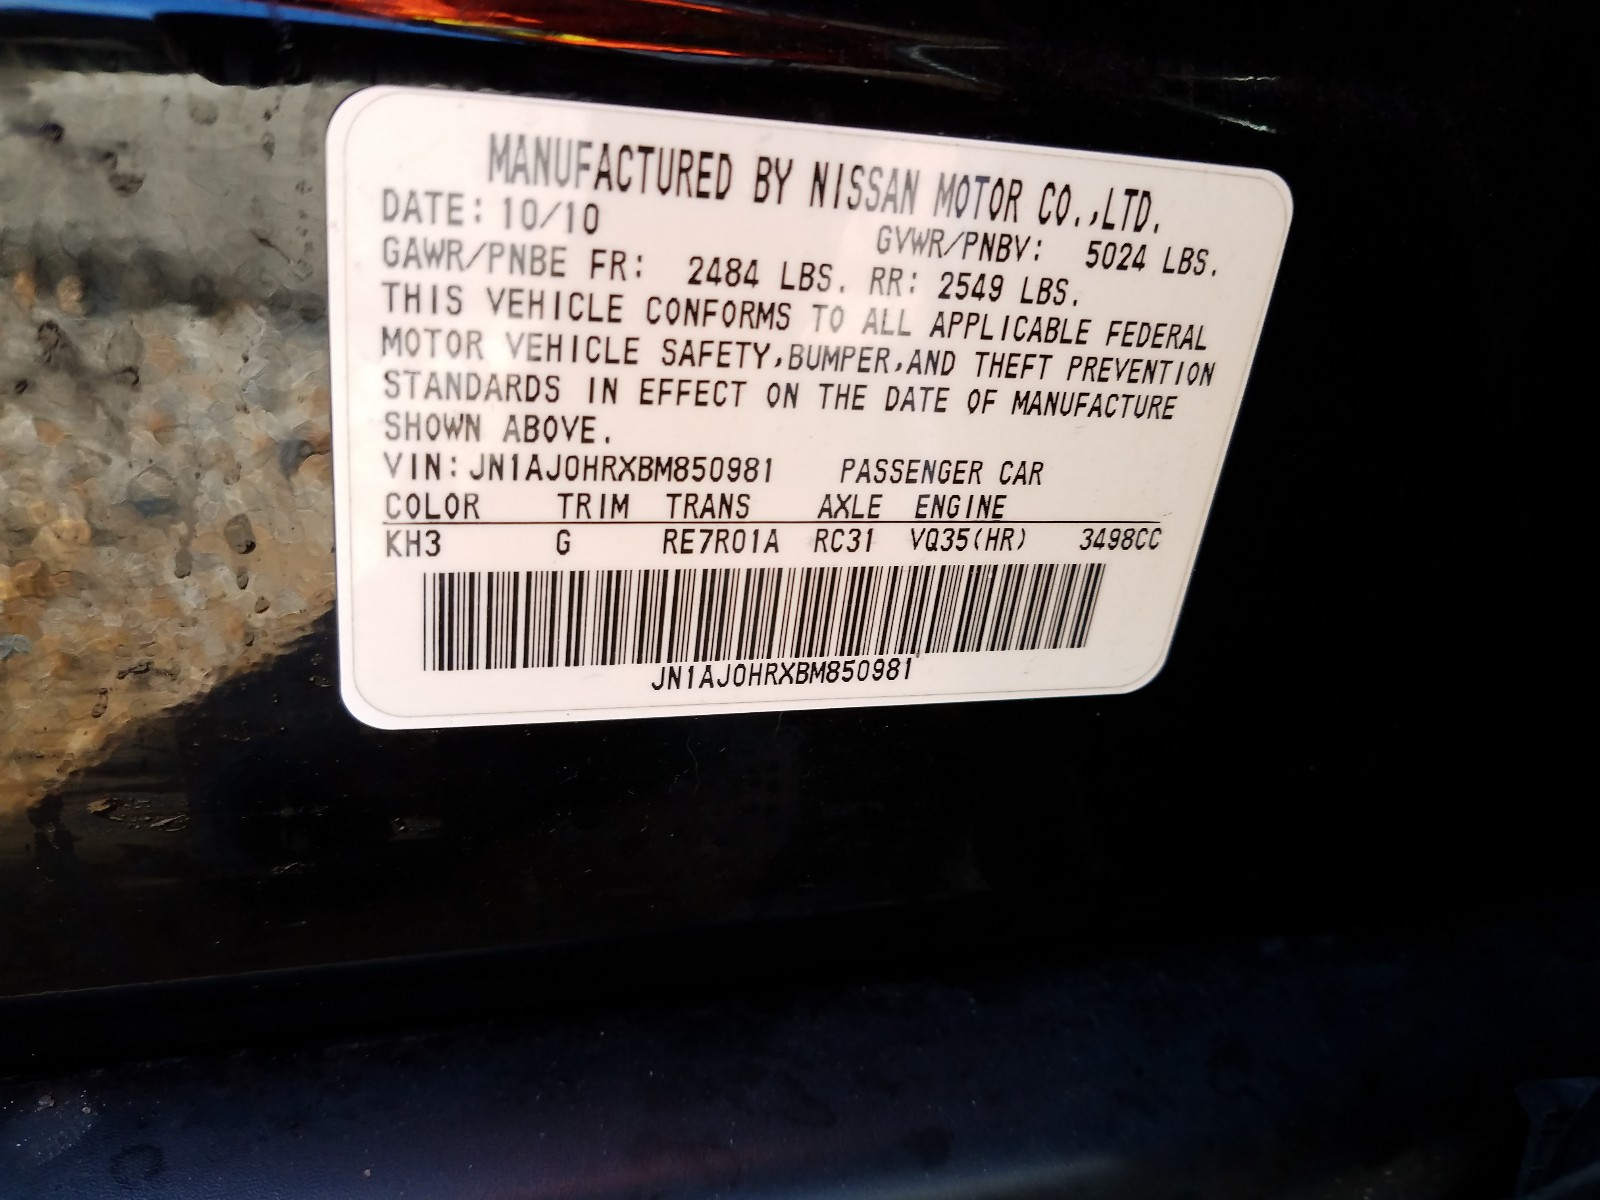 MANUFACTURED BY NISSAN MOTOR CO.,LTD.
DATE: 10/10 GVWR/PNBV: 5024 LBS.
GAWR/PNBE FR: 2484 LBS. RR: 2549 LBS.
THIS VEHICLE CONFORMS TO ALL APPLICABLE FEDERAL
MOTOR VEHICLE SAFETY,BUMPER,AND THEFT PREVENTION
STANDARDS IN EFFECT ON THE DATE OF MANUFACTURE
SHOWN ABOVE.
VIN: JN1AJ0HRXBM850981 PASSENGER CAR
COLOR TRIM TRANS AXLE ENGINE
KH3 G RE7R01A RC31 VQ35(HR) 3498CC
JN1AJ0HRXBM850981